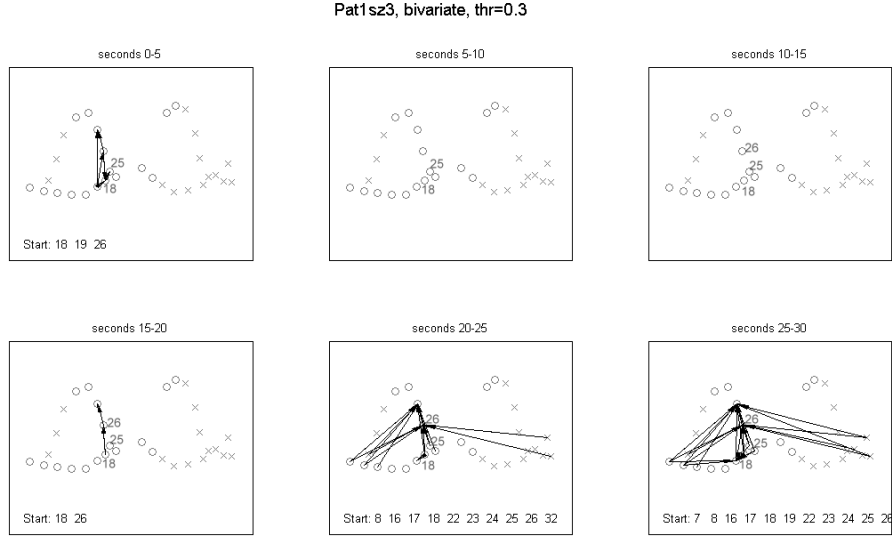 Pat1sz3, bivariate, thr=0.3
seconds 0-5
seconds 5-10
seconds 10-15
25
18
Start: 18 19 26
25
18
26
25
18
seconds 15-20
seconds 20-25
seconds 25-30
26
25
18
Start: 18 26
26
25
18
Start: 8 16 17 18 22 23 24 25 26 32
26
25
18
Start: 7 8 16 17 18 19 22 23 24 25 26